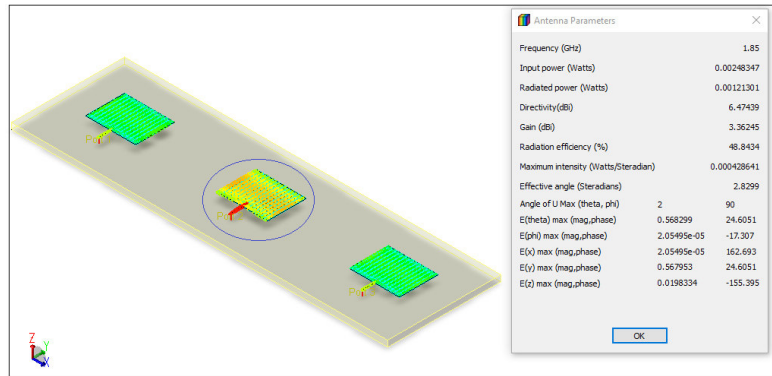 Antenna Parameters
Frequency (GHz) 1.85
Input power (Watts) 0.00248347
Radiated power (Watts) 0.00121301
Directivity(dBi) 6.47439
Gain (dBi) 3.36245
Radiation efficiency (%) 48.8434
Maximum intensity (Watts/Steradian) 0.000428641
Effective angle (Steradians) 2.8299
Angle of U Max (theta, phi) 2 90
E(theta) max (mag,phase) 0.568299 24.6051
E(phi) max (mag,phase) 2.05495e-05 -17.307
E(x) max (mag,phase) 2.05495e-05 162.693
E(y) max (mag,phase) 0.567953 24.6051
E(z) max (mag,phase) 0.0198334 -155.395
OK
Z
Y
X